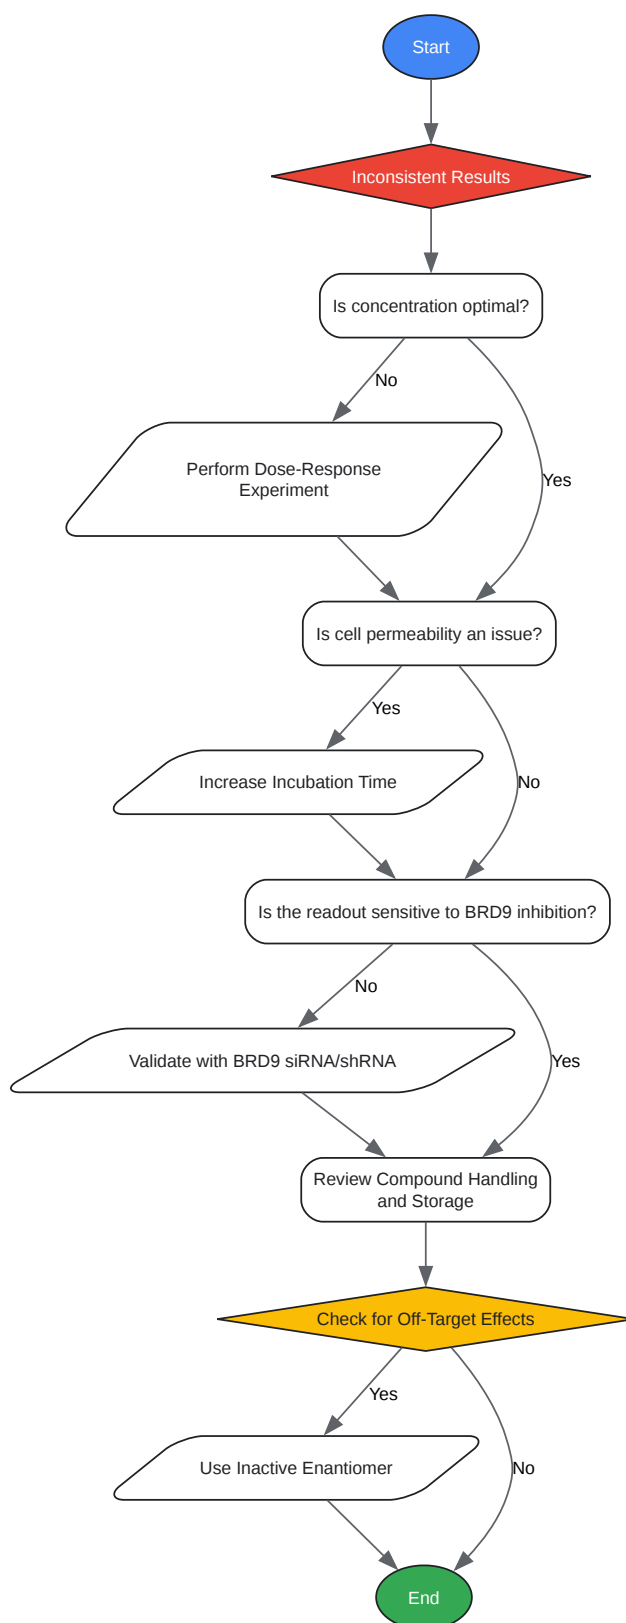 Start
Inconsistent Results
Is concentration optimal?
No
Perform Dose-Response
Experiment
Yes
Is cell permeability an issue?
Yes
Increase Incubation Time
No
Is the readout sensitive to BRD9 inhibition?
No
Validate with BRD9 siRNA/shRNA
Yes
Review Compound Handling
and Storage
Check for Off-Target Effects
Yes
Use Inactive Enantiomer
No
End